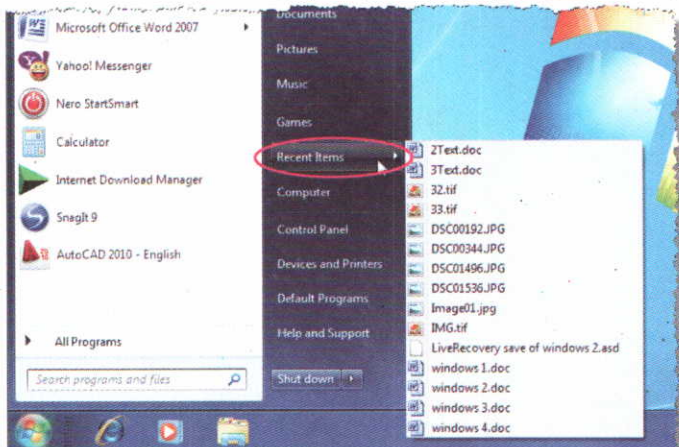 Microsoft Office Word 2007
Yahoo! Messenger
Nero StartSmart
Calculator
Internet Download Manager
SnagIt 9
AutoCAD 2010 - English
All Programs
Search programs and files
Documents
Pictures
Music
Games
Recent Items
Computer
Control Panel
Devices and Printers
Default Programs
Help and Support
Shut down
2Text.doc
3Text.doc
32.tif
33.tif
DSC00192.JPG
DSC00344.JPG
DSC01496.JPG
DSC01536.JPG
Image01.jpg
IMG.tif
LiveRecovery save of windows 2.asd
windows 1.doc
windows 2.doc
windows 3.doc
windows 4.doc